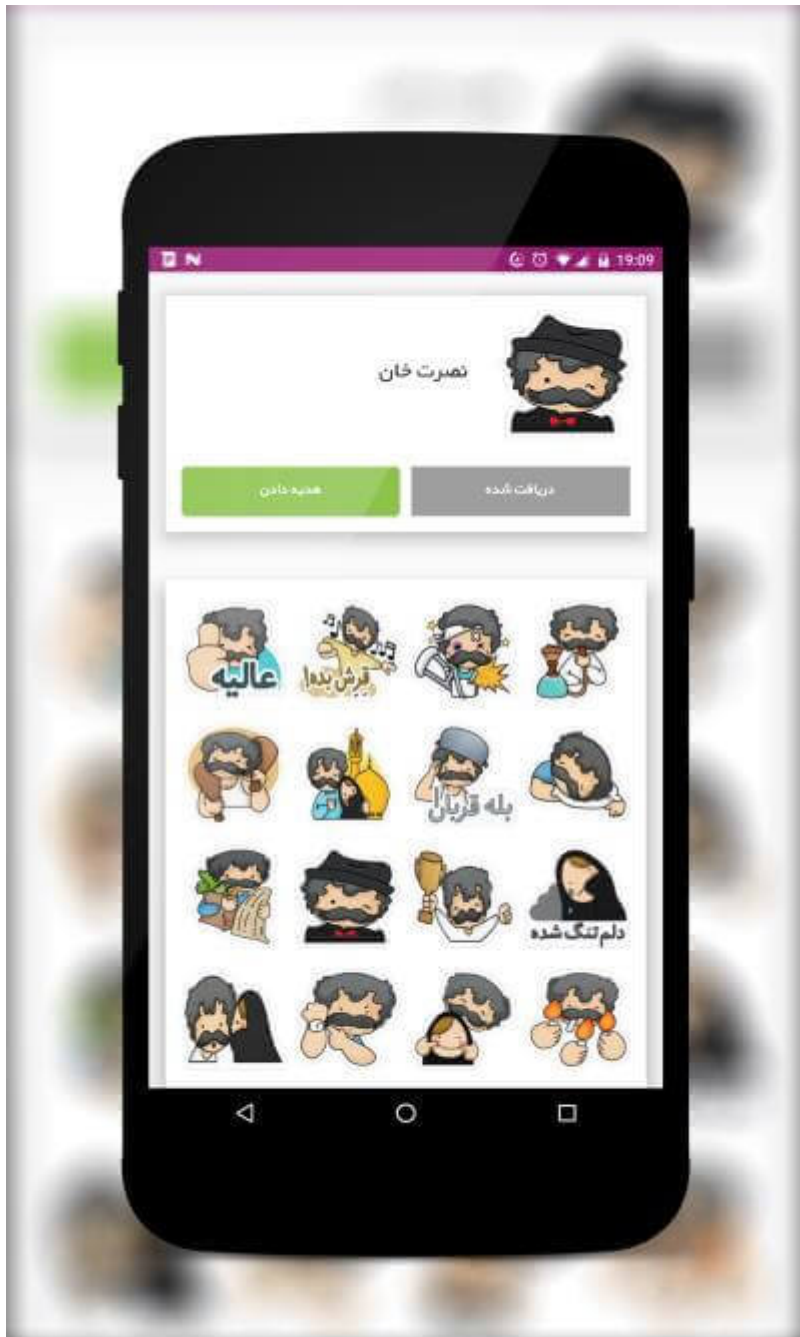 19:09
نصرت خان
دریافت شده
هدیه دادن
قرش بده!
عالیه
بله قربان!
دلم تنگ شده